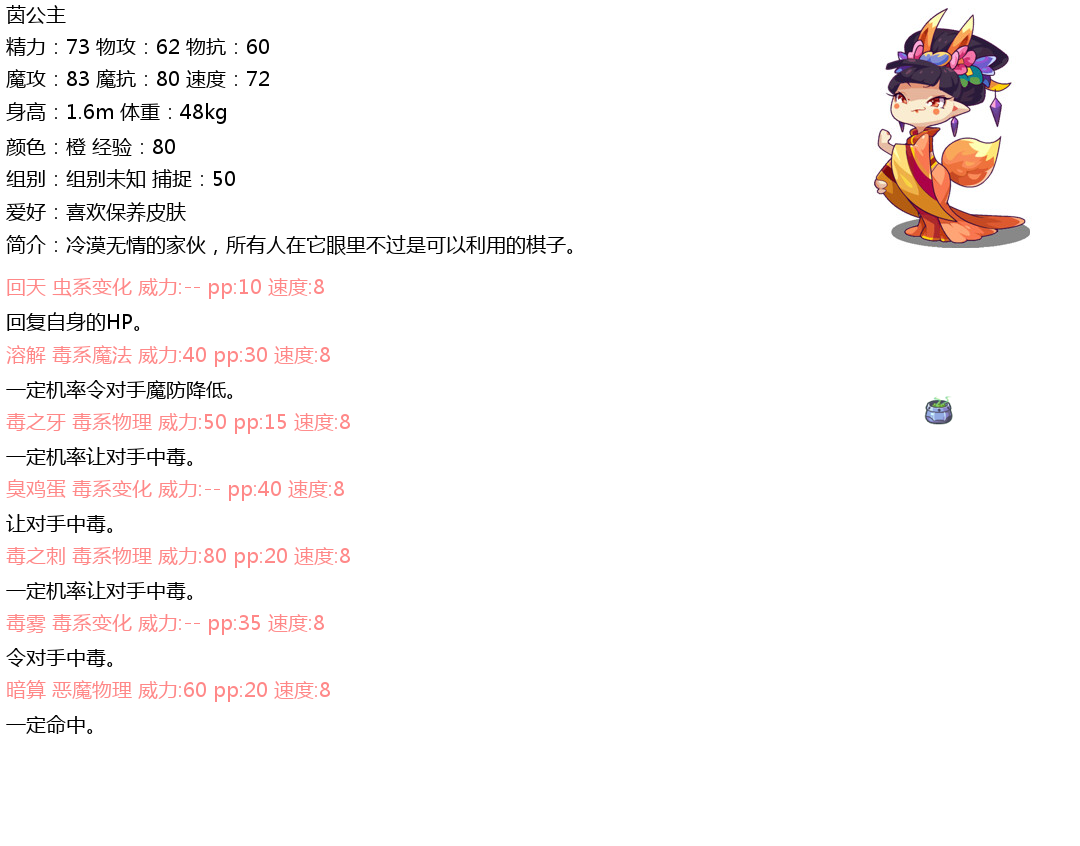 茵公主
精力：73 物攻：62 物抗：60
魔攻：83 魔抗：80 速度：72
身高：1.6m 体重：48kg
颜色：橙 经验：80
组别：组别未知 捕捉：50
爱好：喜欢保养皮肤
简介：冷漠无情的家伙，所有人在它眼里不过是可以利用的棋子。
回天 虫系变化 威力:-- pp:10 速度:8
回复自身的HP。
溶解 毒系魔法 威力:40 pp:30 速度:8
一定机率令对手魔防降低。
毒之牙 毒系物理 威力:50 pp:15 速度:8
一定机率让对手中毒。
臭鸡蛋 毒系变化 威力:-- pp:40 速度:8
让对手中毒。
毒之刺 毒系物理 威力:80 pp:20 速度:8
一定机率让对手中毒。
毒雾 毒系变化 威力:-- pp:35 速度:8
令对手中毒。
暗算 恶魔物理 威力:60 pp:20 速度:8
一定命中。